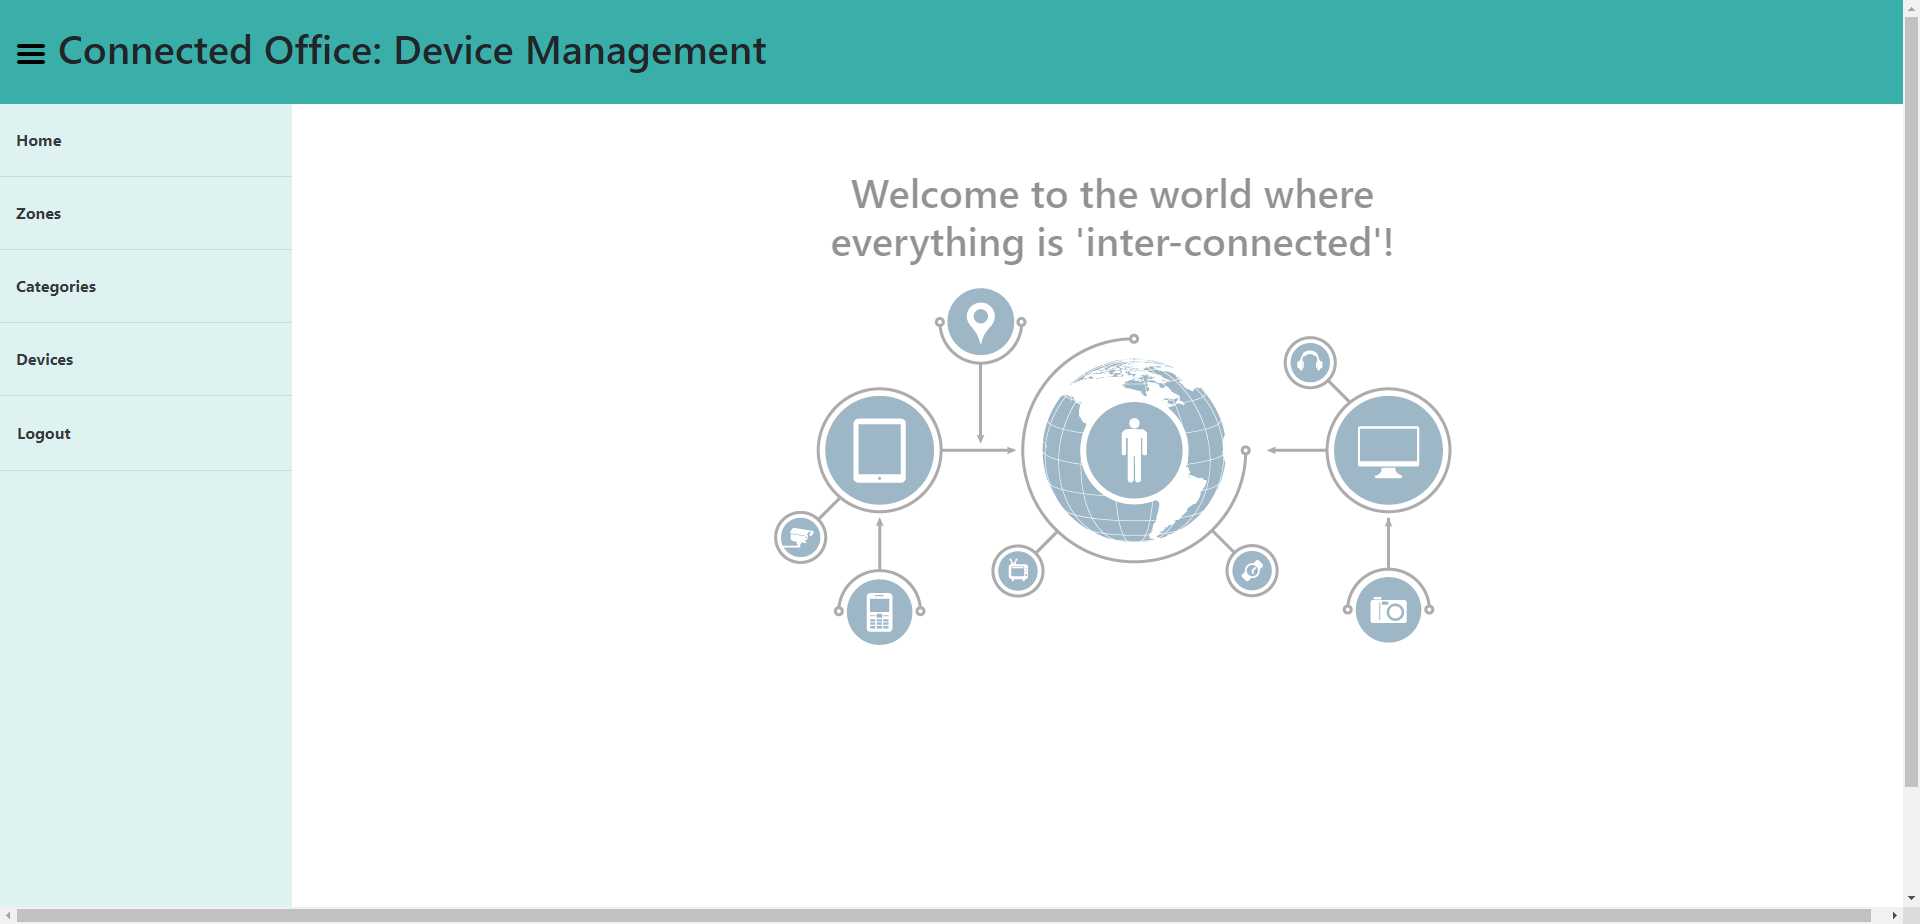 Connected Office: Device Management
Home
Zones
Categories
Devices
Logout
Welcome to the world where
everything is 'inter-connected'!